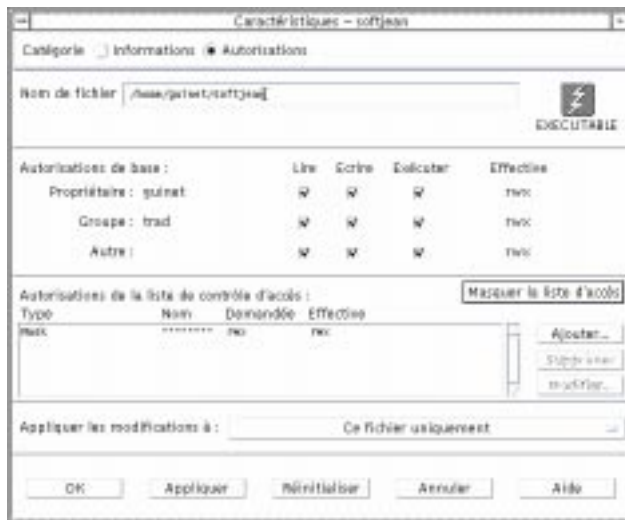 Caractéristiques – softjean
Catégorie Informations Autorisations
Nom de fichier /home/guinet/softjean
EXECUTABLE
Autorisations de base : Lire Ecrire Exécuter Effective
Propriétaire : guinet rwx
Groupe : trad rwx
Autre : rwx
Autorisations de la liste de contrôle d'accès : Masquer la liste d'accès
Type Nom Demandée Effective
Mask ******** rwx rwx
Ajouter...
Supprimer
Modifier...
Appliquer les modifications à : Ce fichier uniquement
OK Appliquer Réinitialiser Annuler Aide